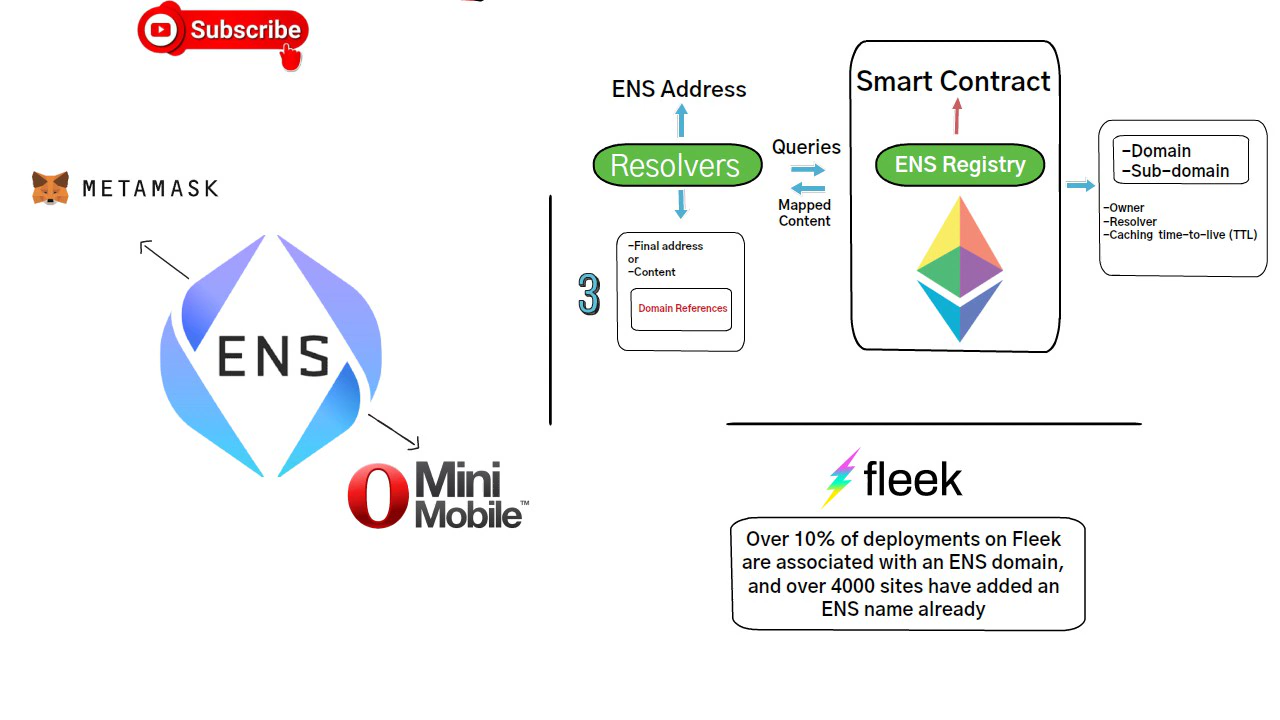 Subscribe
METAMASK
ENS
Mini
Mobile™
ENS Address
Resolvers
Queries
Mapped
Content
-Final address
or
-Content
Domain References
3
Smart Contract
ENS Registry
-Domain
-Sub-domain
-Owner
-Resolver
-Caching time-to-live (TTL)
fleek
Over 10% of deployments on Fleek
are associated with an ENS domain,
and over 4000 sites have added an
ENS name already